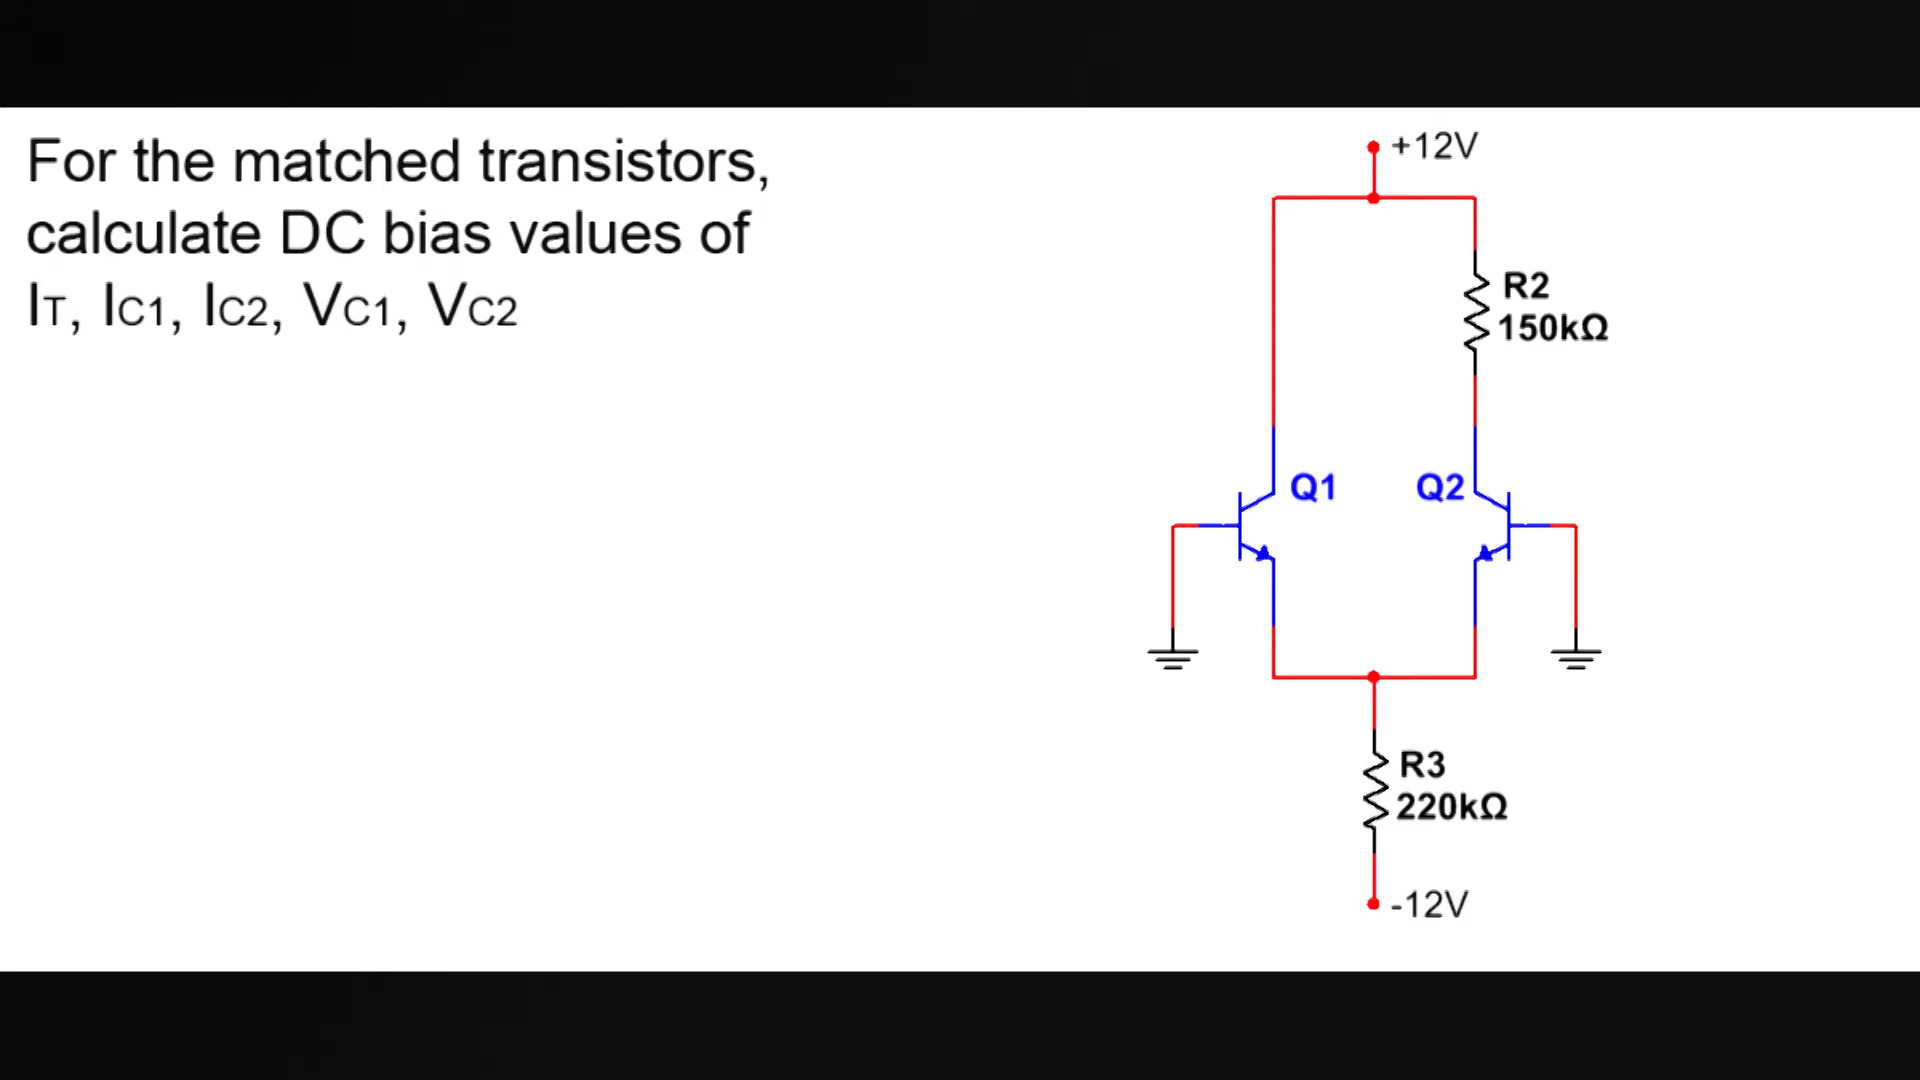 For the matched transistors,
calculate DC bias values of
IT, IC1, IC2, VC1, VC2
+12V
R2
150kΩ
Q1
Q2
R3
220kΩ
-12V